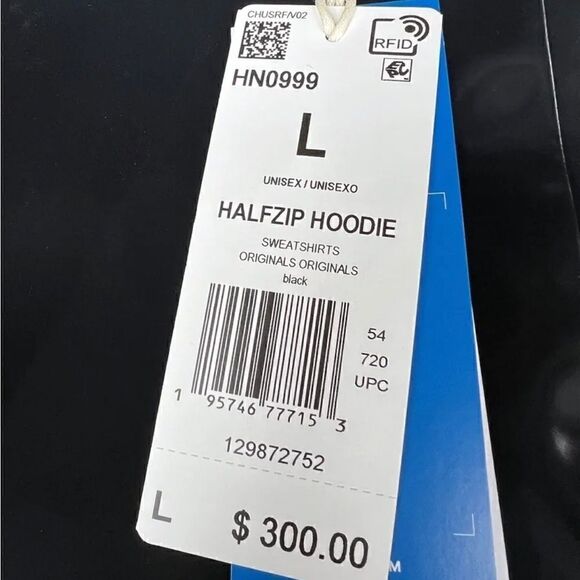 CHUSRF/V02
RFID
HN0999
L
UNISEX / UNISEXO
HALFZIP HOODIE
SWEATSHIRTS
ORIGINALS ORIGINALS
black
54
720
UPC
1 95746 77715 3
129872752
L $ 300.00
M